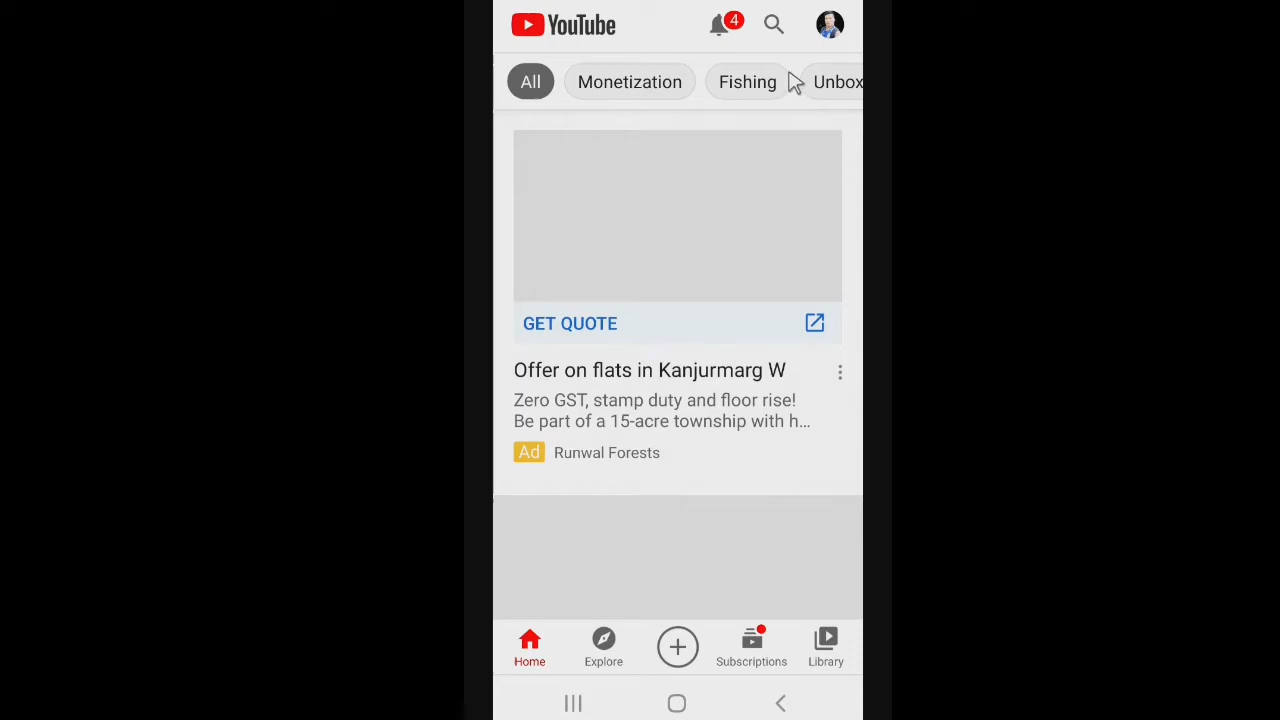 YouTube
4
All
Monetization
Fishing
Unbox
GET QUOTE
Offer on flats in Kanjurmarg W
Zero GST, stamp duty and floor rise!
Be part of a 15-acre township with h...
Ad Runwal Forests
Home
Explore
Subscriptions
Library